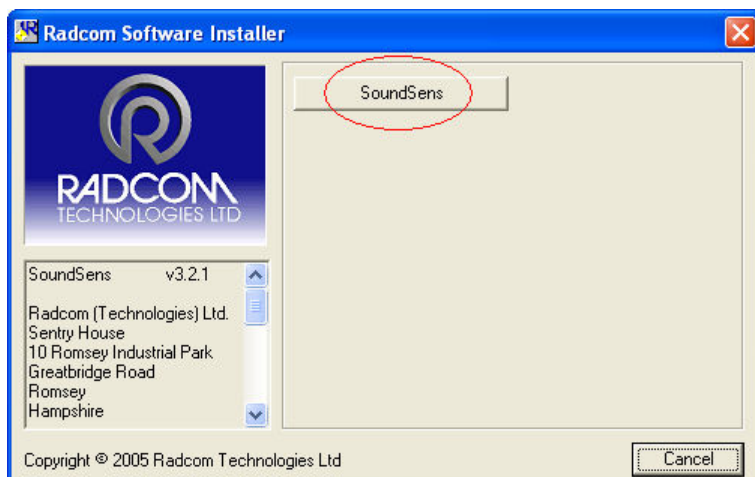 Radcom Software Installer
SoundSens
R
RADCOM
TECHNOLOGIES LTD
SoundSens v3.2.1
Radcom (Technologies) Ltd.
Sentry House
10 Romsey Industrial Park
Greatbridge Road
Romsey
Hampshire
Copyright © 2005 Radcom Technologies Ltd
Cancel